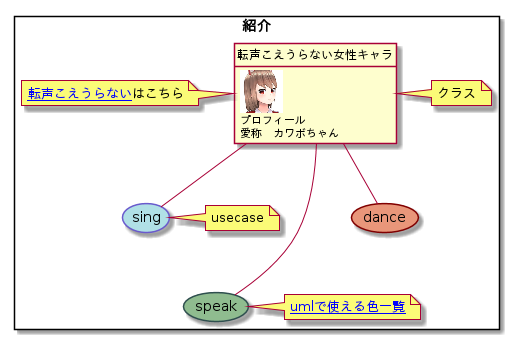 紹介
転声こえうらない女性キャラ
転声こえうらないはこちら
クラス
プロフィール
愛称　カワボちゃん
sing
usecase
dance
speak
umlで使える色一覧